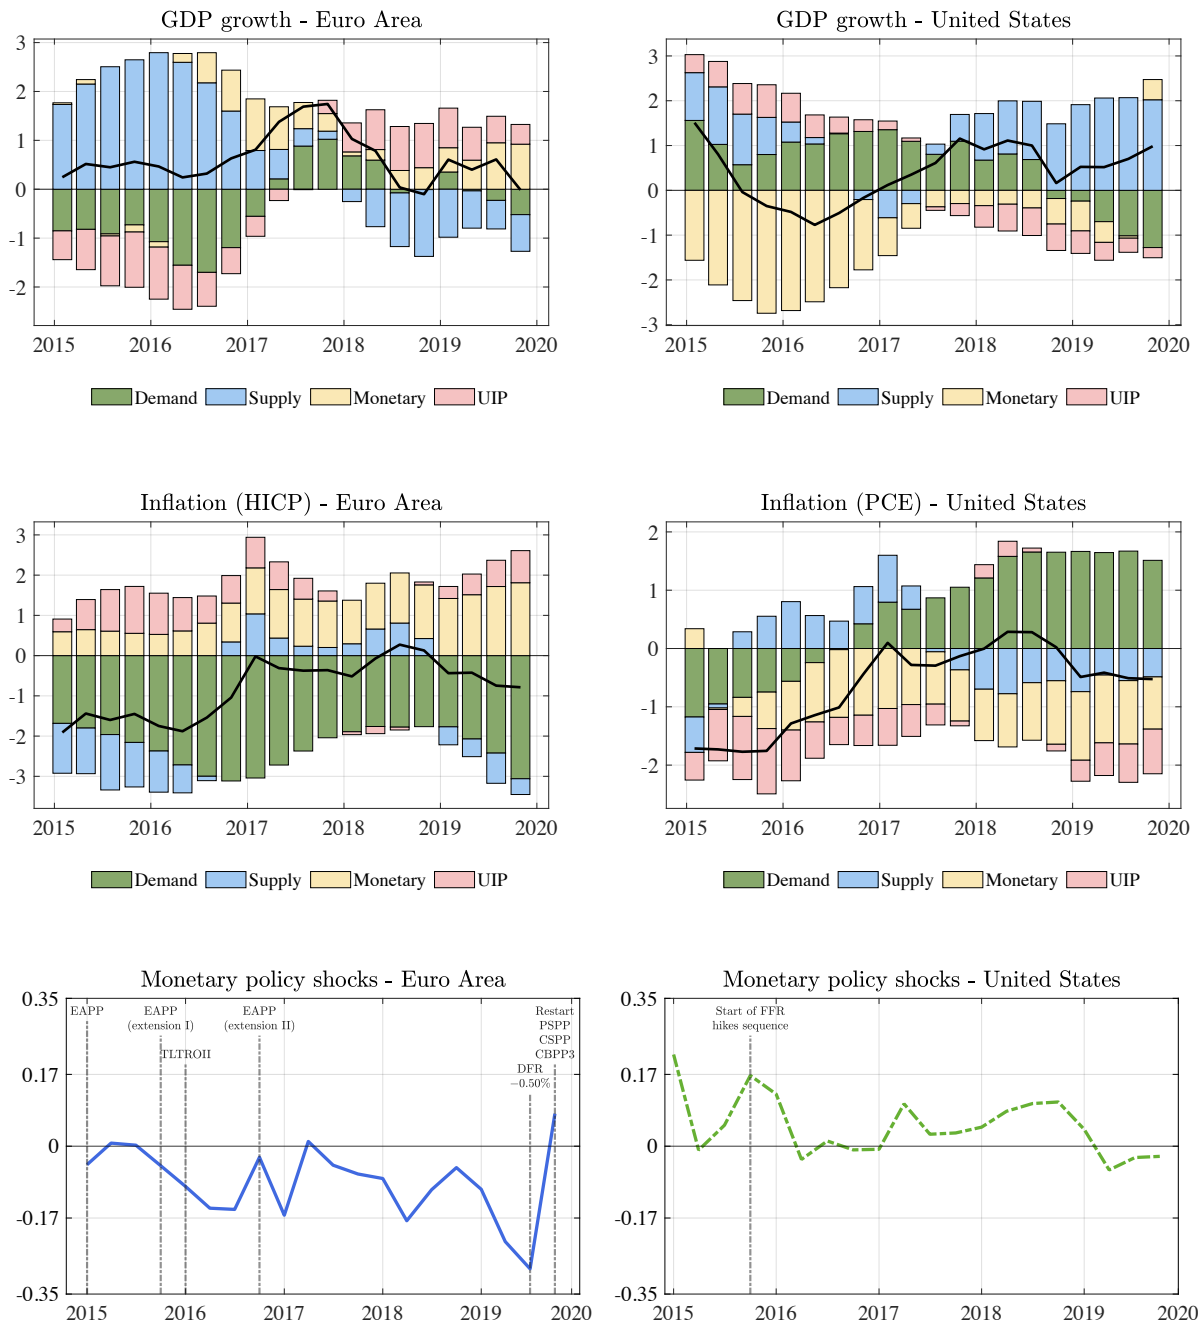 GDP growth - Euro Area
3
2
1
0
-1
-2
2015 2016 2017 2018 2019 2020
Demand Supply Monetary UIP
GDP growth - United States
3
2
1
0
-1
-2
-3
2015 2016 2017 2018 2019 2020
Demand Supply Monetary UIP
Inflation (HICP) - Euro Area
3
2
1
0
-1
-2
-3
2015 2016 2017 2018 2019 2020
Demand Supply Monetary UIP
Inflation (PCE) - United States
2
1
0
-1
-2
2015 2016 2017 2018 2019 2020
Demand Supply Monetary UIP
Monetary policy shocks - Euro Area
0.35
0.17
0
-0.17
-0.35
EAPP
EAPP
(extension I)
TLTROII
EAPP
(extension II)
DFR
−0.50%
Restart
PSPP
CSPP
CBPP3
2015 2016 2017 2018 2019 2020
Monetary policy shocks - United States
0.35
0.17
0
-0.17
-0.35
Start of FFR
hikes sequence
2015 2016 2017 2018 2019 2020